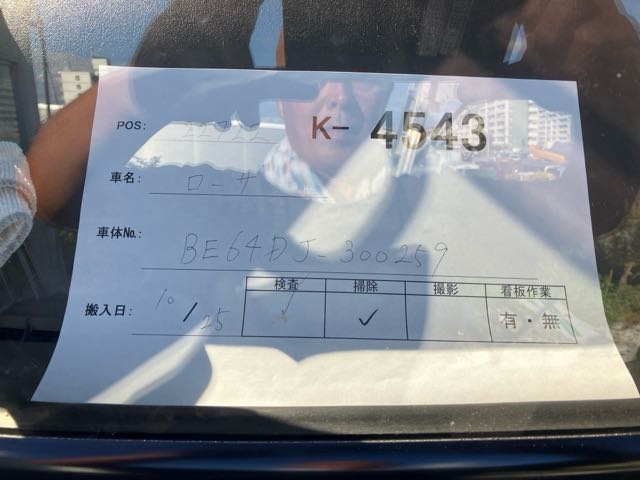 POS: K- 4543
車名: ローザ
車体No.: BE64DJ-300259
搬入日: 10/25
検査 掃除 撮影 看板作業
✓ ✓ 有・無